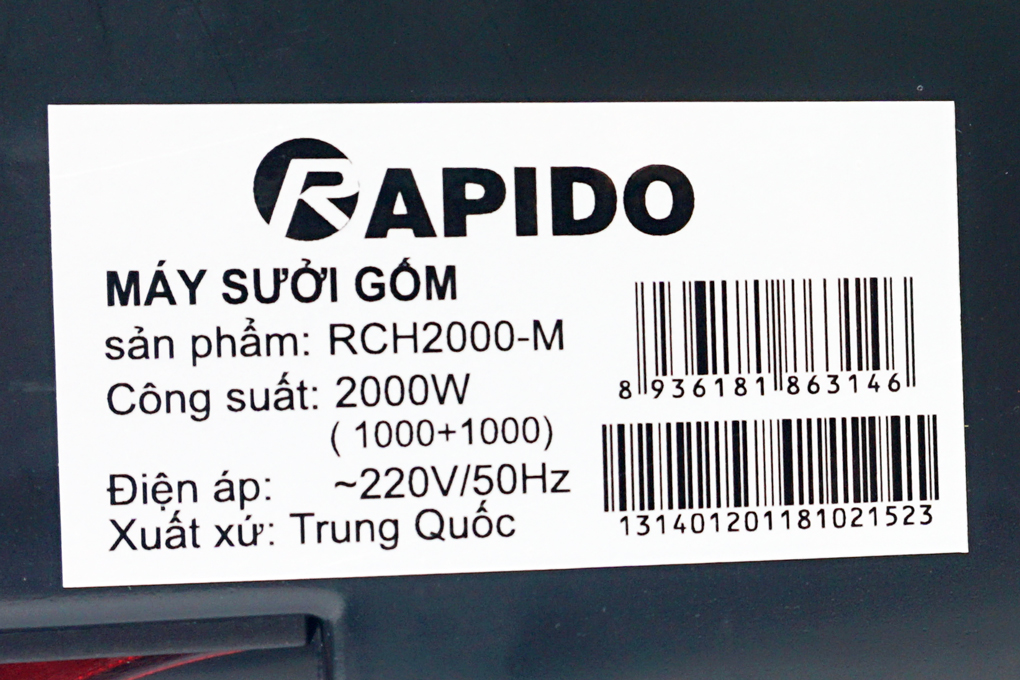 RAPIDO
MÁY SƯỞI GỐM
sản phẩm: RCH2000-M
Công suất: 2000W
( 1000+1000)
Điện áp: ~220V/50Hz
Xuất xứ: Trung Quốc
8 936181 863146
131401201181021523